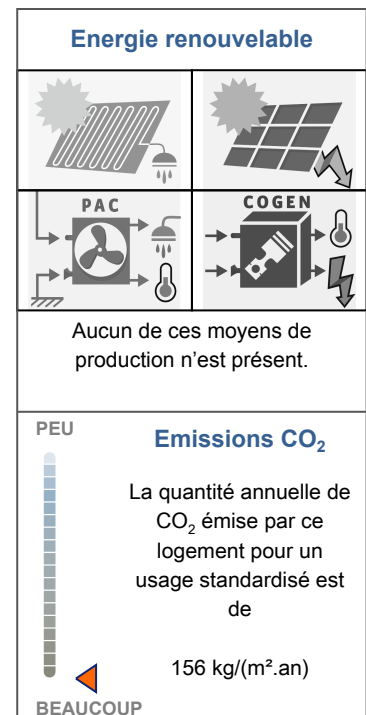 Energie renouvelable
PAC
COGEN
Aucun de ces moyens de
production n'est présent.
PEU
Emissions CO₂
La quantité annuelle de
CO₂ émise par ce
logement pour un
usage standardisé est
de
156 kg/(m².an)
BEAUCOUP